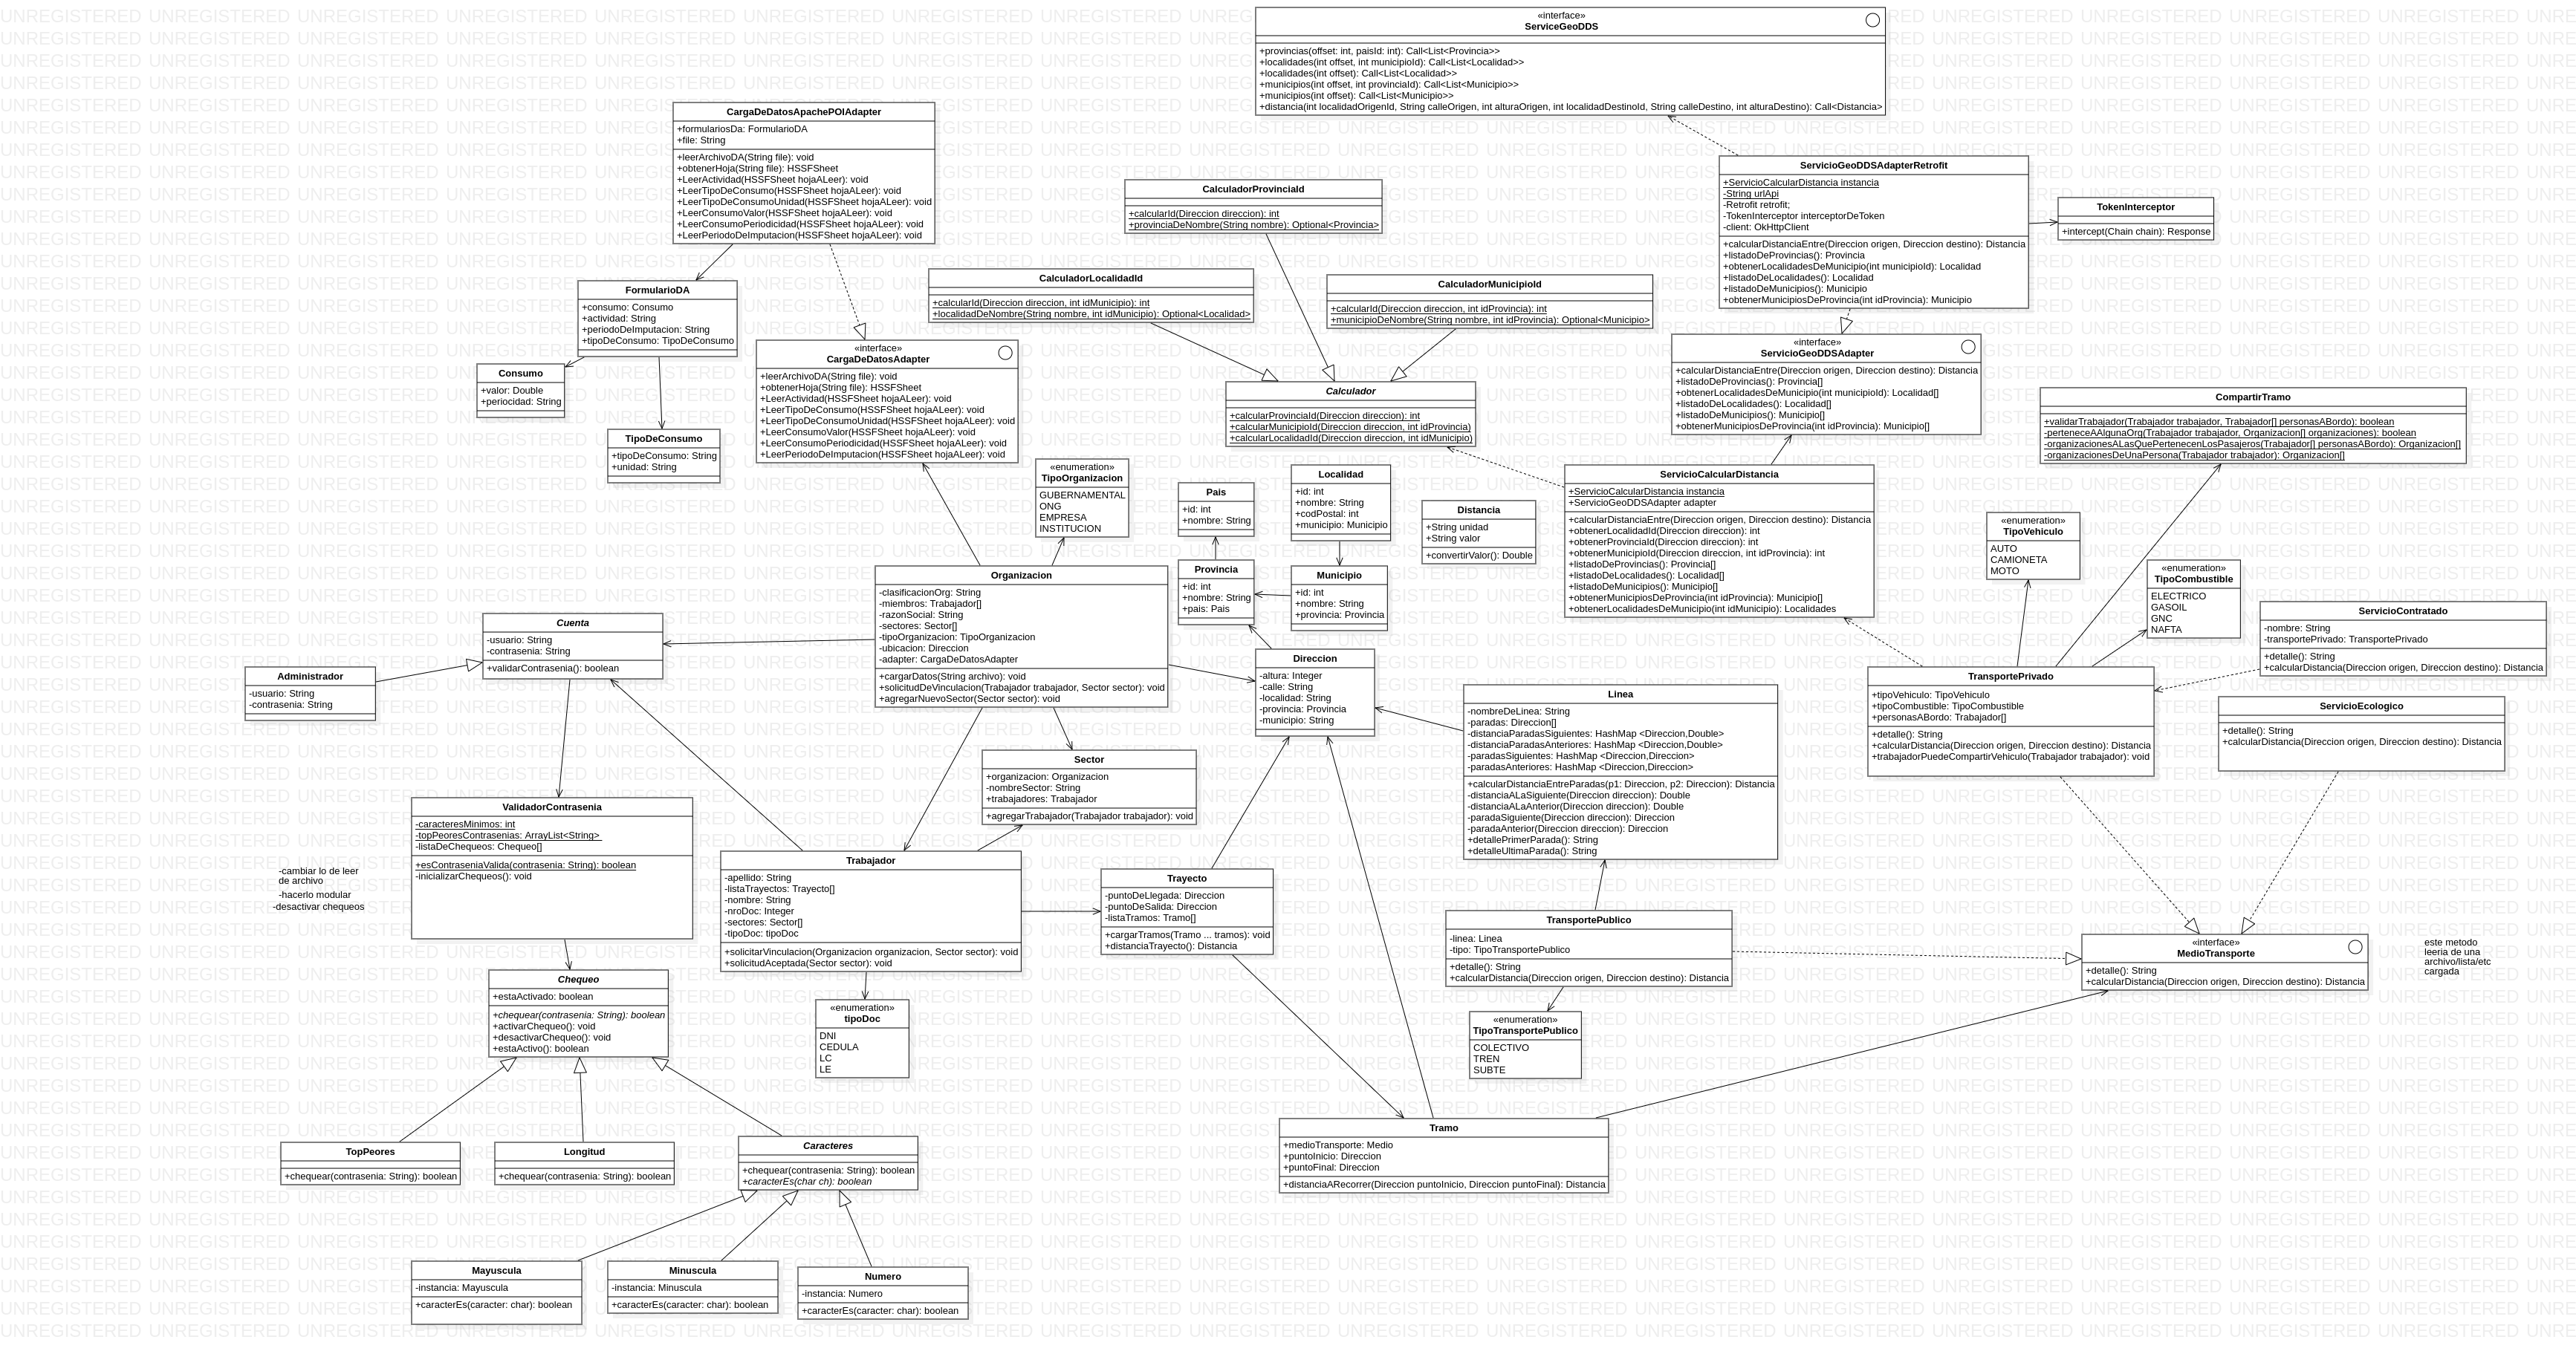 «interface»
ServiceGeoDDS
+provincias(offset: int, paisId: int): Call<List<Provincia>>
+localidades(int offset, int municipioId): Call<List<Localidad>>
+localidades(int offset): Call<List<Localidad>>
+municipios(int offset, int provinciaId): Call<List<Municipio>>
+municipios(int offset): Call<List<Municipio>>
+distancia(int localidadOrigenId, String calleOrigen, int alturaOrigen, int localidadDestinoId, String calleDestino, int alturaDestino): Call<Distancia>
CargaDeDatosApachePOIAdapter
+formulariosDa: FormularioDA
+file: String
+leerArchivoDA(String file): void
+obtenerHoja(String file): HSSFSheet
+LeerActividad(HSSFSheet hojaALeer): void
+LeerTipoDeConsumo(HSSFSheet hojaALeer): void
+LeerTipoDeConsumoUnidad(HSSFSheet hojaALeer): void
+LeerConsumoValor(HSSFSheet hojaALeer): void
+LeerConsumoPeriodicidad(HSSFSheet hojaALeer): void
+LeerPeriodoDeImputacion(HSSFSheet hojaALeer): void
ServicioGeoDDSAdapterRetrofit
+ServicioCalcularDistancia instancia
-String urlApi
-Retrofit retrofit;
-TokenInterceptor interceptorDeToken
-client: OkHttpClient
+calcularDistanciaEntre(Direccion origen, Direccion destino): Distancia
+listadoDeProvincias(): Provincia
+obtenerLocalidadesDeMunicipio(int municipioId): Localidad
+listadoDeLocalidades(): Localidad
+listadoDeMunicipios(): Municipio
+obtenerMunicipiosDeProvincia(int idProvincia): Municipio
TokenInterceptor
+intercept(Chain chain): Response
CalculadorProvinciaId
+calcularId(Direccion direccion): int
+provinciaDeNombre(String nombre): Optional<Provincia>
CalculadorLocalidadId
+calcularId(Direccion direccion, int idMunicipio): int
+localidadDeNombre(String nombre, int idMunicipio): Optional<Localidad>
CalculadorMunicipioId
+calcularId(Direccion direccion, int idProvincia): int
+municipioDeNombre(String nombre, int idProvincia): Optional<Municipio>
FormularioDA
+consumo: Consumo
+actividad: String
+periodoDeImputacion: String
+tipoDeConsumo: TipoDeConsumo
Consumo
+valor: Double
+periocidad: String
TipoDeConsumo
+tipoDeConsumo: String
+unidad: String
«interface»
CargaDeDatosAdapter
+leerArchivoDA(String file): void
+obtenerHoja(String file): HSSFSheet
+LeerActividad(HSSFSheet hojaALeer): void
+LeerTipoDeConsumo(HSSFSheet hojaALeer): void
+LeerTipoDeConsumoUnidad(HSSFSheet hojaALeer): void
+LeerConsumoValor(HSSFSheet hojaALeer): void
+LeerConsumoPeriodicidad(HSSFSheet hojaALeer): void
+LeerPeriodoDeImputacion(HSSFSheet hojaALeer): void
Calculador
+calcularProvinciaId(Direccion direccion): int
+calcularMunicipioId(Direccion direccion, int idProvincia)
+calcularLocalidadId(Direccion direccion, int idMunicipio)
«interface»
ServicioGeoDDSAdapter
+calcularDistanciaEntre(Direccion origen, Direccion destino): Distancia
+listadoDeProvincias(): Provincia[]
+obtenerLocalidadesDeMunicipio(int municipioId): Localidad[]
+listadoDeLocalidades(): Localidad[]
+listadoDeMunicipios(): Municipio[]
+obtenerMunicipiosDeProvincia(int idProvincia): Municipio[]
CompartirTramo
+validarTrabajador(Trabajador trabajador, Trabajador[] personasABordo): boolean
-perteneceAAlgunaOrg(Trabajador trabajador, Organizacion[] organizaciones): boolean
-organizacionesALasQuePertenecenLosPasajeros(Trabajador[] personasABordo): Organizacion[]
-organizacionesDeUnaPersona(Trabajador trabajador): Organizacion[]
«enumeration»
TipoOrganizacion
GUBERNAMENTAL
ONG
EMPRESA
INSTITUCION
Pais
+id: int
+nombre: String
Localidad
+id: int
+nombre: String
+codPostal: int
+municipio: Municipio
Distancia
+String unidad
+String valor
+convertirValor(): Double
ServicioCalcularDistancia
+ServicioCalcularDistancia instancia
+ServicioGeoDDSAdapter adapter
+calcularDistanciaEntre(Direccion origen, Direccion destino): Distancia
+obtenerLocalidadId(Direccion direccion): int
+obtenerProvinciaId(Direccion direccion): int
+obtenerMunicipioId(Direccion direccion, int idProvincia): int
+listadoDeProvincias(): Provincia[]
+listadoDeLocalidades(): Localidad[]
+listadoDeMunicipios(): Municipio[]
+obtenerMunicipiosDeProvincia(int idProvincia): Municipio[]
+obtenerLocalidadesDeMunicipio(int idMunicipio): Localidades
«enumeration»
TipoVehiculo
AUTO
CAMIONETA
MOTO
«enumeration»
TipoCombustible
ELECTRICO
GASOIL
GNC
NAFTA
Provincia
+id: int
+nombre: String
+pais: Pais
Municipio
+id: int
+nombre: String
+provincia: Provincia
Organizacion
-clasificacionOrg: String
-miembros: Trabajador[]
-razonSocial: String
-sectores: Sector[]
-tipoOrganizacion: TipoOrganizacion
-ubicacion: Direccion
-adapter: CargaDeDatosAdapter
+cargarDatos(String archivo): void
+solicitudDeVinculacion(Trabajador trabajador, Sector sector): void
+agregarNuevoSector(Sector sector): void
Cuenta
-usuario: String
-contrasenia: String
+validarContrasenia(): boolean
Administrador
-usuario: String
-contrasenia: String
Direccion
-altura: Integer
-calle: String
-localidad: String
-provincia: Provincia
-municipio: String
ServicioContratado
-nombre: String
-transportePrivado: TransportePrivado
+detalle(): String
+calcularDistancia(Direccion origen, Direccion destino): Distancia
TransportePrivado
+tipoVehiculo: TipoVehiculo
+tipoCombustible: TipoCombustible
+personasABordo: Trabajador[]
+detalle(): String
+calcularDistancia(Direccion origen, Direccion destino): Distancia
+trabajadorPuedeCompartirVehiculo(Trabajador trabajador): void
ServicioEcologico
+detalle(): String
+calcularDistancia(Direccion origen, Direccion destino): Distancia
Linea
-nombreDeLinea: String
-paradas: Direccion[]
-distanciaParadasSiguientes: HashMap <Direccion,Double>
-distanciaParadasAnteriores: HashMap <Direccion,Double>
-paradasSiguientes: HashMap <Direccion,Direccion>
-paradasAnteriores: HashMap <Direccion,Direccion>
+calcularDistanciaEntreParadas(p1: Direccion, p2: Direccion): Distancia
-distanciaALaSiguiente(Direccion direccion): Double
-distanciaALaAnterior(Direccion direccion): Double
-paradaSiguiente(Direccion direccion): Direccion
-paradaAnterior(Direccion direccion): Direccion
+detallePrimerParada(): String
+detalleUltimaParada(): String
Sector
+organizacion: Organizacion
-nombreSector: String
+trabajadores: Trabajador
+agregarTrabajador(Trabajador trabajador): void
ValidadorContrasenia
-caracteresMinimos: int
-topPeoresContrasenias: ArrayList<String>
-listaDeChequeos: Chequeo[]
+esContraseniaValida(contrasenia: String): boolean
-inicializarChequeos(): void
-cambiar lo de leer
de archivo
-hacerlo modular
-desactivar chequeos
Trabajador
-apellido: String
-listaTrayectos: Trayecto[]
-nombre: String
-nroDoc: Integer
-sectores: Sector[]
-tipoDoc: tipoDoc
+solicitarVinculacion(Organizacion organizacion, Sector sector): void
+solicitudAceptada(Sector sector): void
Trayecto
-puntoDeLlegada: Direccion
-puntoDeSalida: Direccion
-listaTramos: Tramo[]
+cargarTramos(Tramo ... tramos): void
+distanciaTrayecto(): Distancia
TransportePublico
-linea: Linea
-tipo: TipoTransportePublico
+detalle(): String
+calcularDistancia(Direccion origen, Direccion destino): Distancia
«interface»
MedioTransporte
+detalle(): String
+calcularDistancia(Direccion origen, Direccion destino): Distancia
este metodo
leeria de una
archivo/lista/etc
cargada
Chequeo
+estaActivado: boolean
+chequear(contrasenia: String): boolean
+activarChequeo(): void
+desactivarChequeo(): void
+estaActivo(): boolean
«enumeration»
tipoDoc
DNI
CEDULA
LC
LE
«enumeration»
TipoTransportePublico
COLECTIVO
TREN
SUBTE
Tramo
+medioTransporte: Medio
+puntoInicio: Direccion
+puntoFinal: Direccion
+distanciaARecorrer(Direccion puntoInicio, Direccion puntoFinal): Distancia
TopPeores
+chequear(contrasenia: String): boolean
Longitud
+chequear(contrasenia: String): boolean
Caracteres
+chequear(contrasenia: String): boolean
+caracterEs(char ch): boolean
Mayuscula
-instancia: Mayuscula
+caracterEs(caracter: char): boolean
Minuscula
-instancia: Minuscula
+caracterEs(caracter: char): boolean
Numero
-instancia: Numero
+caracterEs(caracter: char): boolean